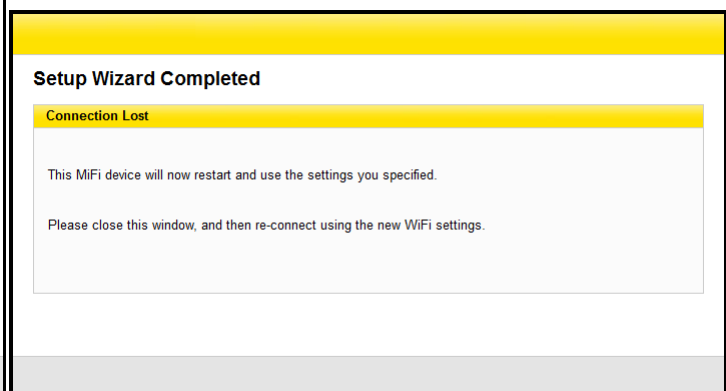 Setup Wizard Completed
Connection Lost
This MiFi device will now restart and use the settings you specified.
Please close this window, and then re-connect using the new WiFi settings.